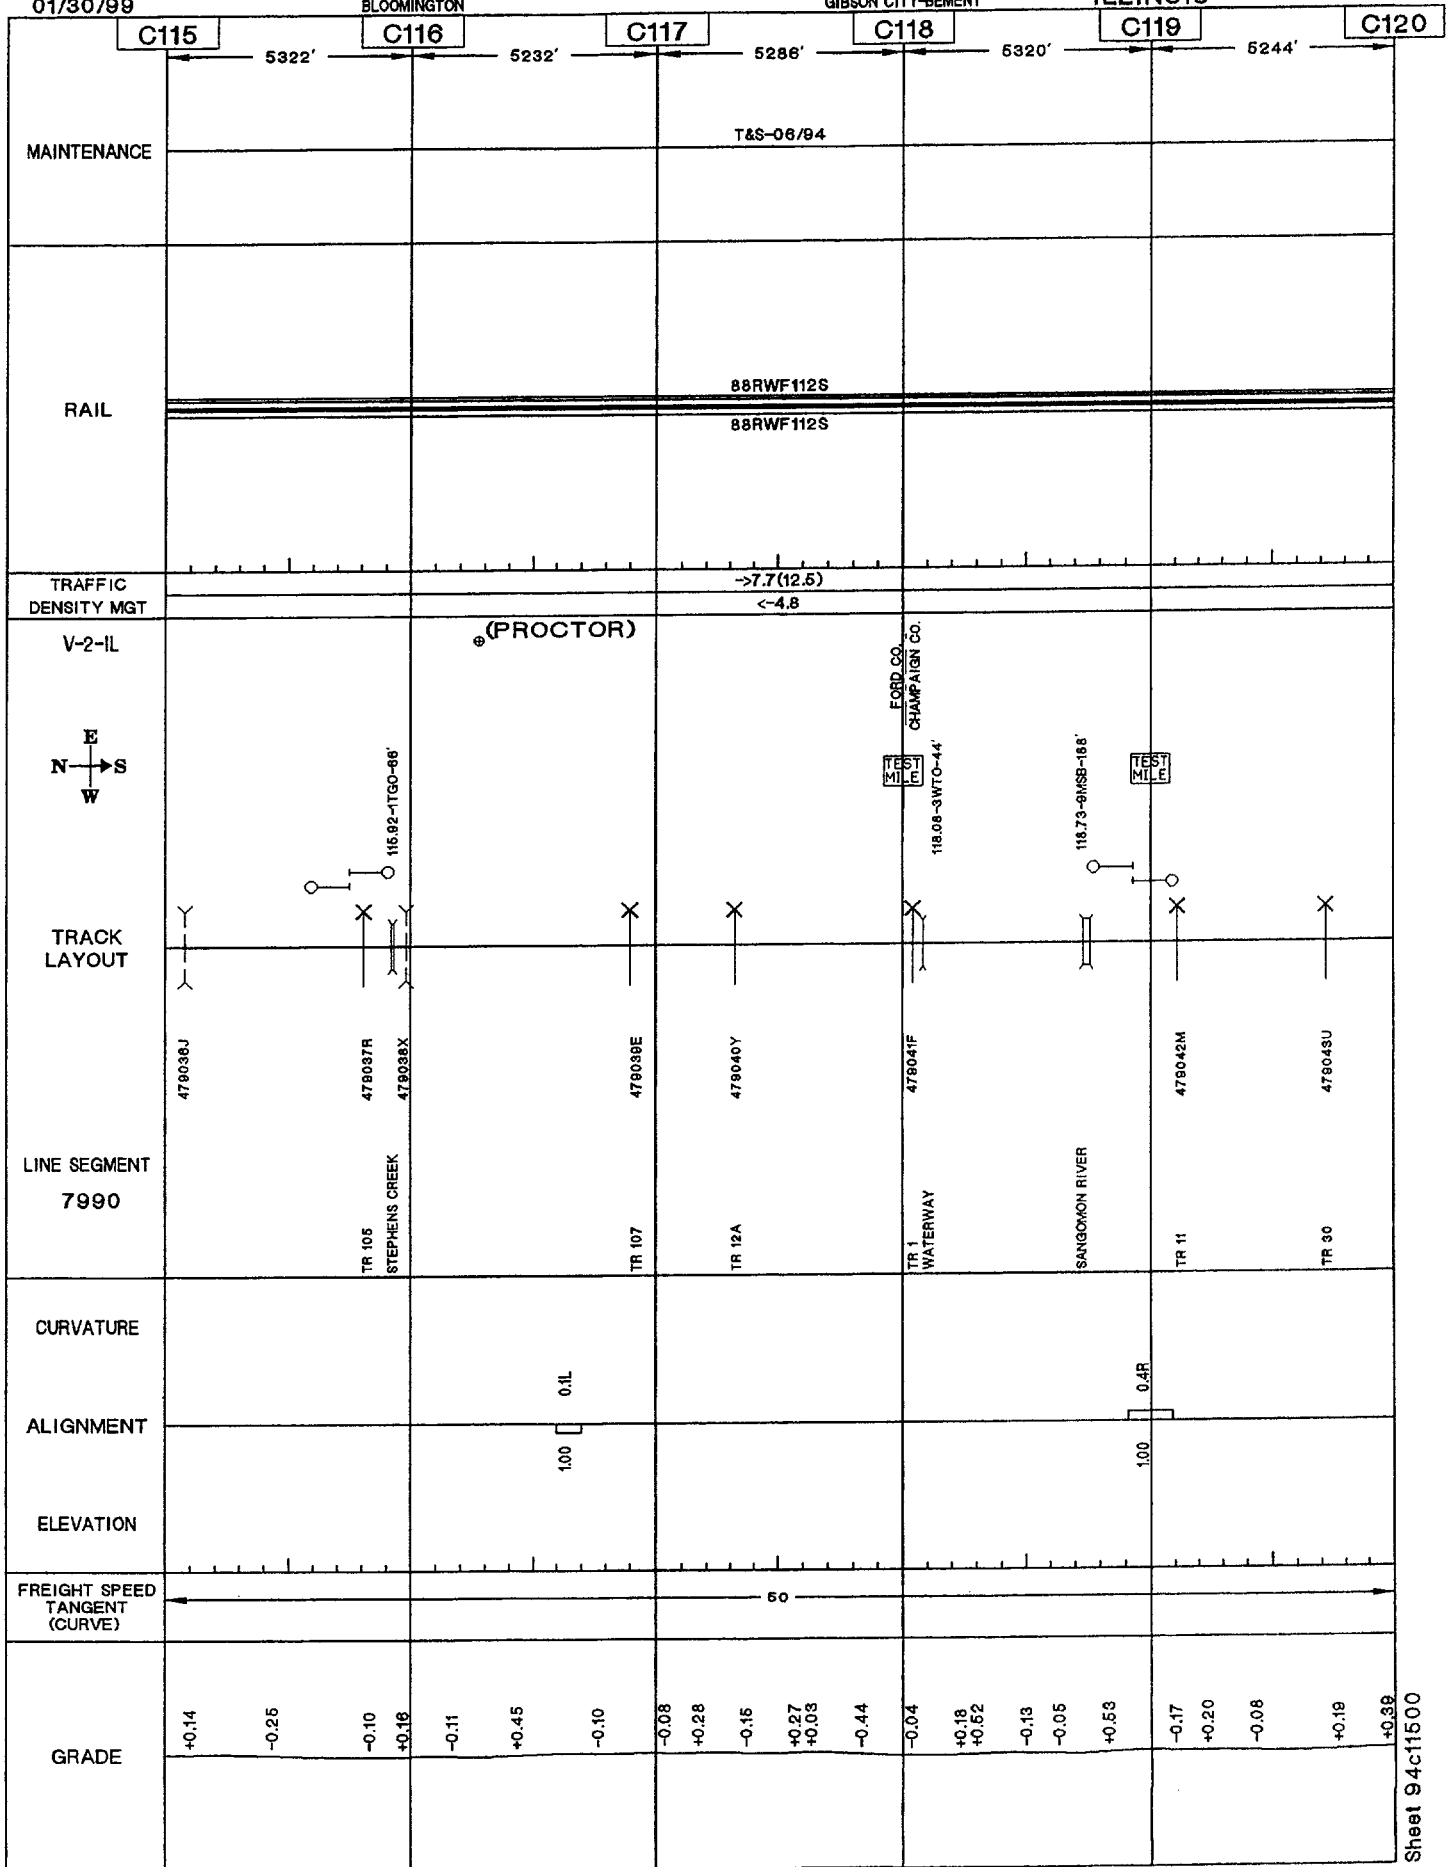 01/30/99 BLOOMINGTON GIBSON CITY-BEMENT ILLINOIS
C115 C116 C117 C118 C119 C120
5322' 5232' 5286' 5320' 5244'
T&S-06/94
MAINTENANCE
88RWF112S
RAIL
88RWF112S
TRAFFIC
DENSITY MGT
->7.7(12.5)
<-4.8
V-2-IL
(PROCTOR)
FORD CO.
CHAMPAIGN CO.
E
N S
W
TEST
MILE
TEST
MILE
115.92-1TGO-66'
118.08-3WTO-44'
118.73-9MSB-168'
TRACK
LAYOUT
479036J
479037R
479038X
479039E
479040Y
479041F
479042M
479043U
LINE SEGMENT
7990
TR 105
STEPHENS CREEK
TR 107
TR 12A
TR 1
WATERWAY
SANGOMON RIVER
TR 11
TR 30
CURVATURE
0.1L
0.4R
ALIGNMENT
1.00
1.00
ELEVATION
FREIGHT SPEED
TANGENT
(CURVE)
50
GRADE
+0.14
-0.25
-0.10
+0.16
-0.11
+0.45
-0.10
-0.08
+0.28
-0.15
+0.27
+0.03
-0.44
-0.04
+0.18
+0.52
-0.13
-0.05
+0.53
-0.17
+0.20
-0.08
+0.19
+0.39
Sheet 94c11500